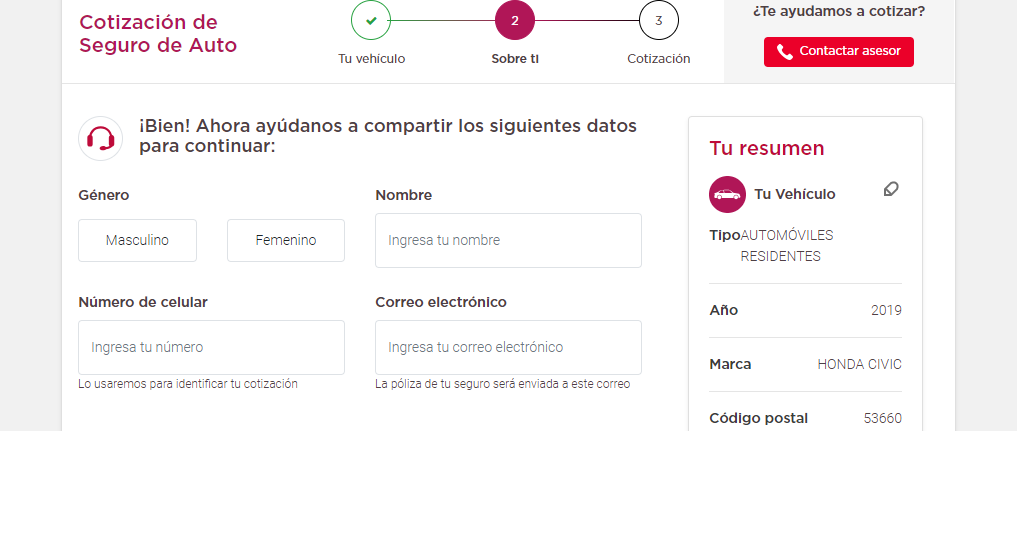 Cotización de
Seguro de Auto
2
3
Tu vehículo
Sobre ti
Cotización
¿Te ayudamos a cotizar?
Contactar asesor
¡Bien! Ahora ayúdanos a compartir los siguientes datos
para continuar:
Género
Masculino
Femenino
Nombre
Ingresa tu nombre
Número de celular
Ingresa tu número
Lo usaremos para identificar tu cotización
Correo electrónico
Ingresa tu correo electrónico
La póliza de tu seguro será enviada a este correo
Tu resumen
Tu Vehículo
Tipo AUTOMÓVILES
RESIDENTES
Año 2019
Marca HONDA CIVIC
Código postal 53660